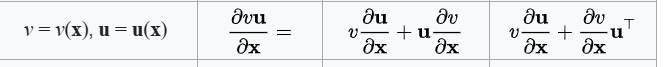 v = v(x), u = u(x) ∂vu/∂x = v ∂u/∂x + u ∂v/∂x v ∂u/∂x + ∂v/∂x u⊤